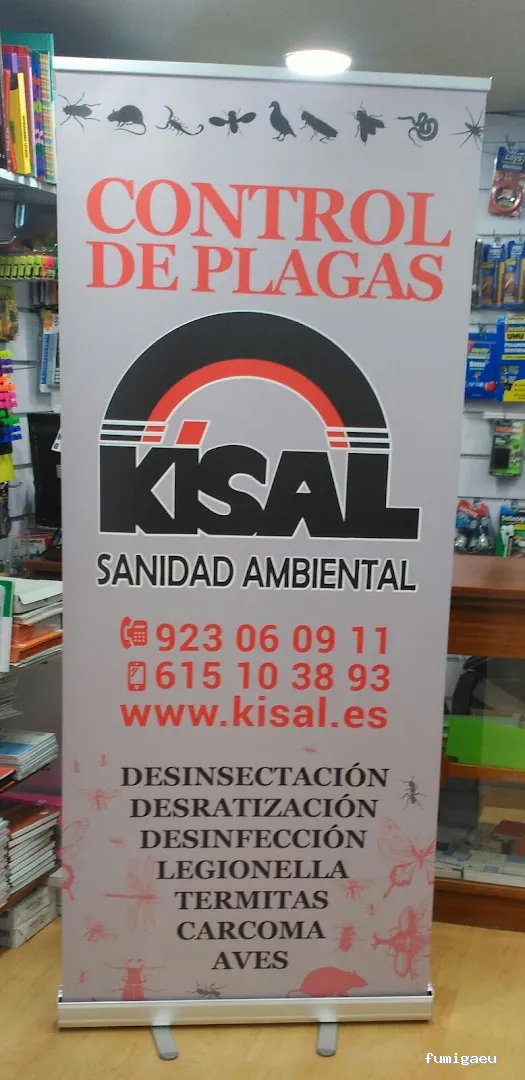 CONTROL
DE PLAGAS
KISAL
SANIDAD AMBIENTAL
923 06 09 11
615 10 38 93
www.kisal.es
DESINSECTACIÓN
DESRATIZACIÓN
DESINFECCIÓN
LEGIONELLA
TERMITAS
CARCOMA
AVES
fumigaeu